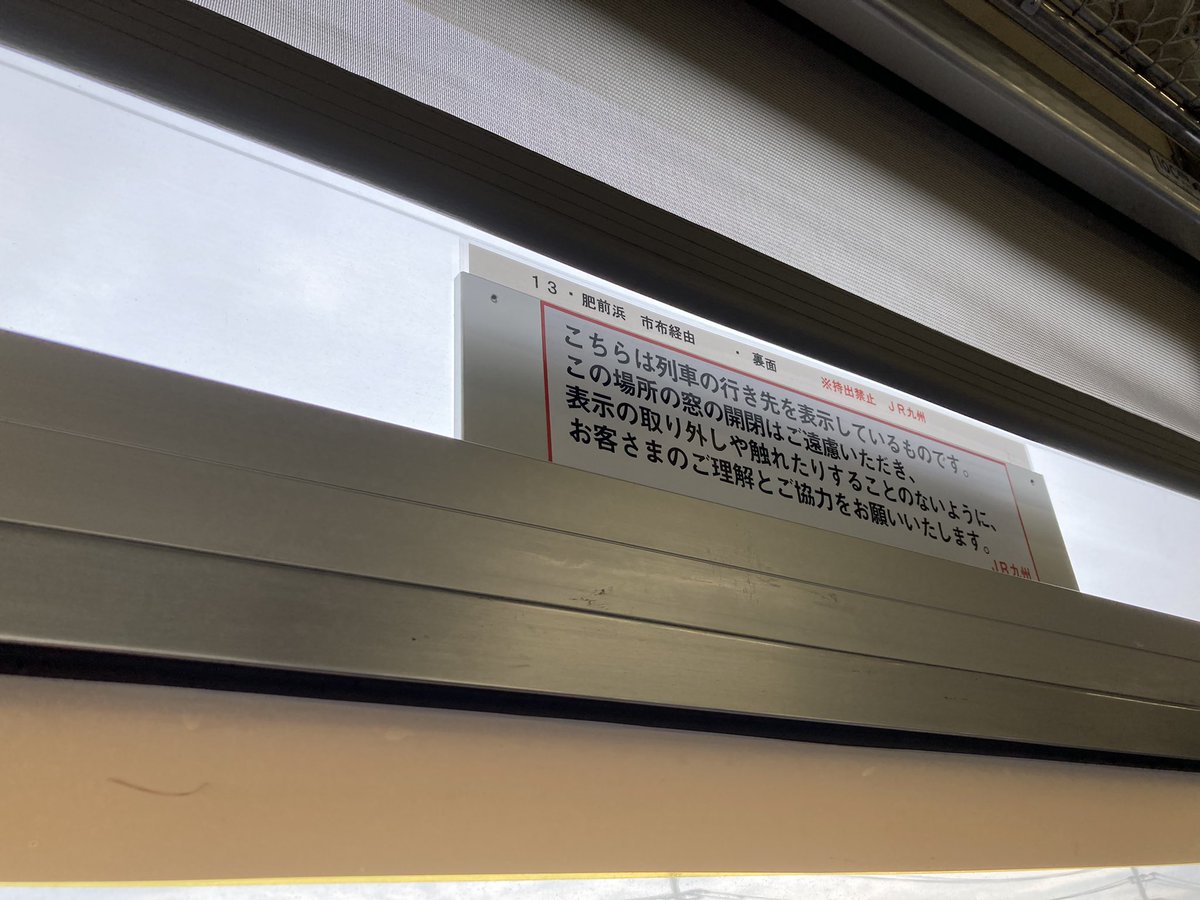 13・肥前浜 市布経由 ・裏面 ※持出禁止 JR九州
こちらは列車の行き先を表示しているものです。
この場所の窓の開閉はご遠慮いただき、
表示の取り外しや触れたりすることのないように、
お客さまのご理解とご協力をお願いいたします。
JR九州